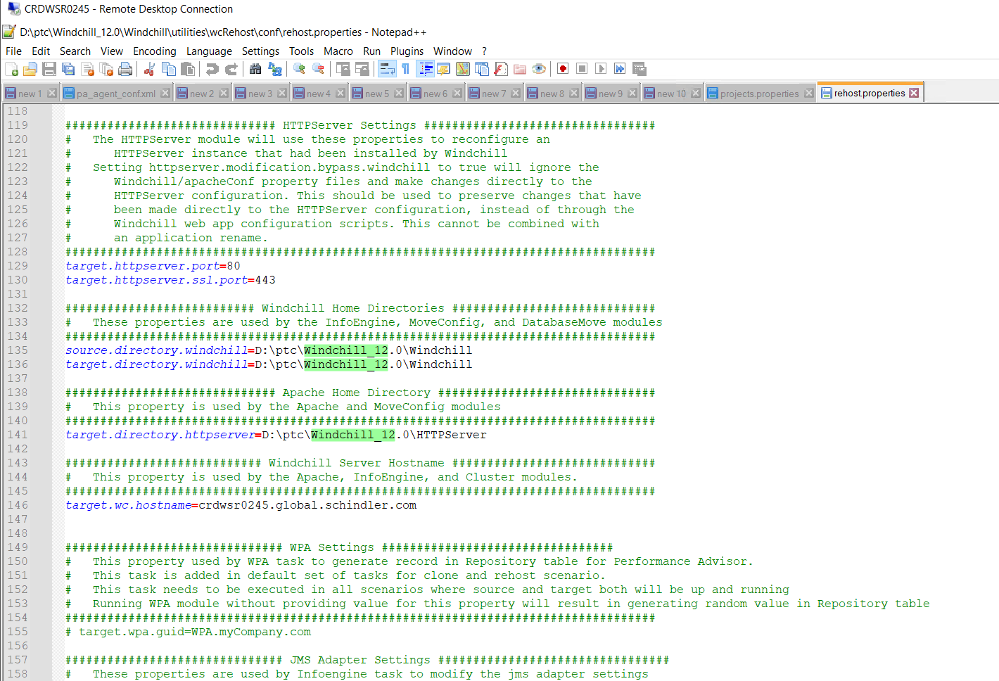 CRDWSR0245 - Remote Desktop Connection
D:\ptc\Windchill_12.0\Windchill\utilities\wcRehost\conf\rehost.properties - Notepad++
File Edit Search View Encoding Language Settings Tools Macro Run Plugins Window ?
new 1 pa_agent_conf.xml new 2 new 3 new 4 new 5 new 6 new 7 new 8 new 9 new 10 projects.properties rehost.properties
118
119 ############################## HTTPServer Settings #################################
120 #   The HTTPServer module will use these properties to reconfigure an
121 #      HTTPServer instance that had been installed by Windchill
122 #   Setting httpserver.modification.bypass.windchill to true will ignore the
123 #      Windchill/apacheConf property files and make changes directly to the
124 #      HTTPServer configuration. This should be used to preserve changes that have
125 #      been made directly to the HTTPServer configuration, instead of through the
126 #      Windchill web app configuration scripts. This cannot be combined with
127 #      an application rename.
128 ####################################################################################
129 target.httpserver.port=80
130 target.httpserver.ssl.port=443
131
132 ########################### Windchill Home Directories #############################
133 #   These properties are used by the InfoEngine, MoveConfig, and DatabaseMove modules
134 ####################################################################################
135 source.directory.windchill=D:\ptc\Windchill_12.0\Windchill
136 target.directory.windchill=D:\ptc\Windchill_12.0\Windchill
137
138 ############################## Apache Home Directory ###############################
139 #   This property is used by the Apache and MoveConfig modules
140 ####################################################################################
141 target.directory.httpserver=D:\ptc\Windchill_12.0\HTTPServer
142
143 ############################ Windchill Server Hostname #############################
144 #   This property is used by the Apache, InfoEngine, and Cluster modules.
145 ####################################################################################
146 target.wc.hostname=crdwsr0245.global.schindler.com
147
148
149 ############################### WPA Settings #################################
150 #   This property used by WPA task to generate record in Repository table for Performance Advisor.
151 #   This task is added in default set of tasks for clone and rehost scenario.
152 #   This task needs to be executed in all scenarios where source and target both will be up and running
153 #   Running WPA module without providing value for this property will result in generating random value in Repository table
154 ####################################################################################
155 # target.wpa.guid=WPA.myCompany.com
156
157 ############################### JMS Adapter Settings #################################
158 #   These properties are used by Infoengine task to modify the jms adapter settings